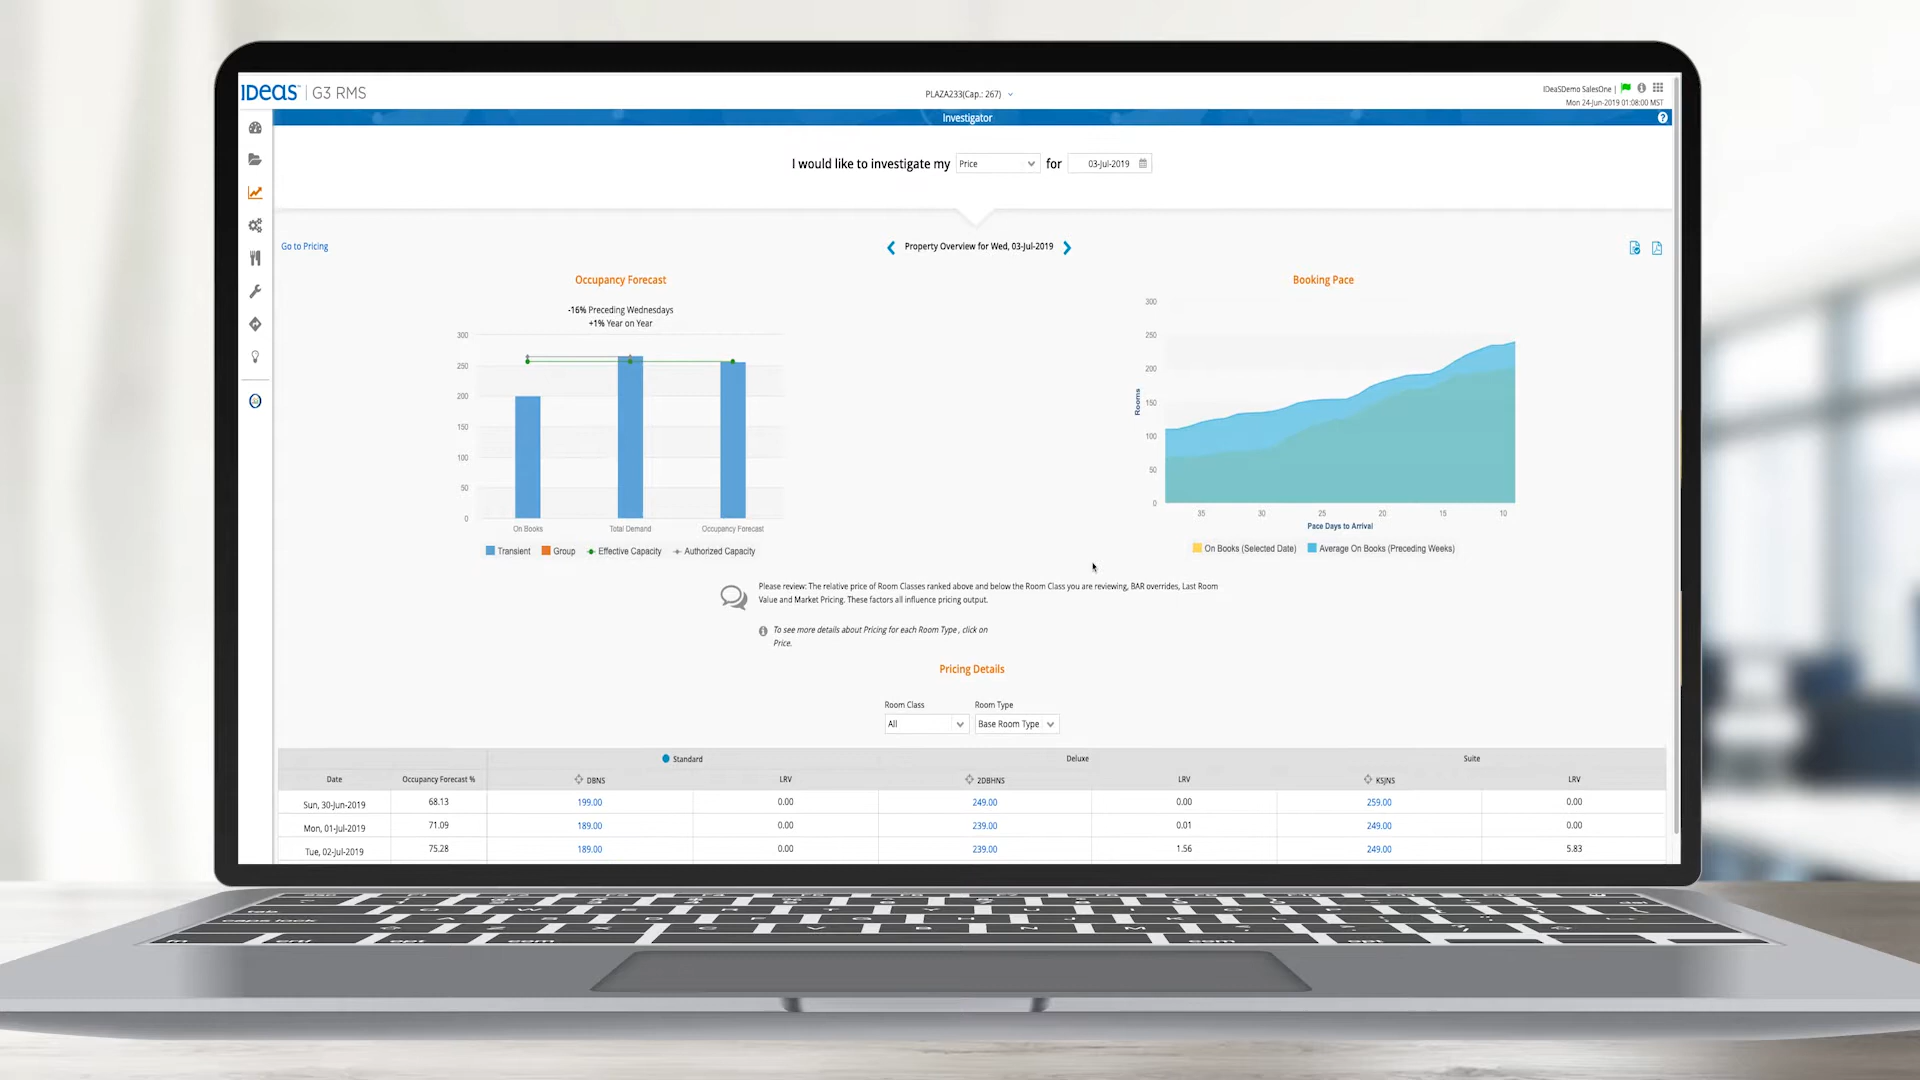 IDeaS™ | G3 RMS
PLAZA233(Cap.: 267)
IDeaSDemo SalesOne |
Mon 24-Jun-2019 01:08:00 MST
Investigator
I would like to investigate my Price for 03-Jul-2019
Go to Pricing
Property Overview for Wed, 03-Jul-2019
Occupancy Forecast
-16% Preceding Wednesdays
+1% Year on Year
300
250
200
150
100
50
0
On Books Total Demand Occupancy Forecast
Transient Group Effective Capacity Authorized Capacity
Booking Pace
300
250
200
150
100
50
0
Rooms
35 30 25 20 15 10
Pace Days to Arrival
On Books (Selected Date) Average On Books (Preceding Weeks)
Please review: The relative price of Room Classes ranked above and below the Room Class you are reviewing, BAR overrides, Last Room
Value and Market Pricing. These factors all influence pricing output.
To see more details about Pricing for each Room Type , click on
Price.
Pricing Details
Room Class Room Type
All Base Room Type
Standard Deluxe Suite
Date Occupancy Forecast % DBNS LRV 2DBHNS LRV KSJNS LRV
Sun, 30-Jun-2019 68.13 199.00 0.00 249.00 0.00 259.00 0.00
Mon, 01-Jul-2019 71.09 189.00 0.00 239.00 0.01 249.00 0.00
Tue, 02-Jul-2019 75.28 189.00 0.00 239.00 1.56 249.00 5.83
tab
caps lock
fn ctrl opt com com opt